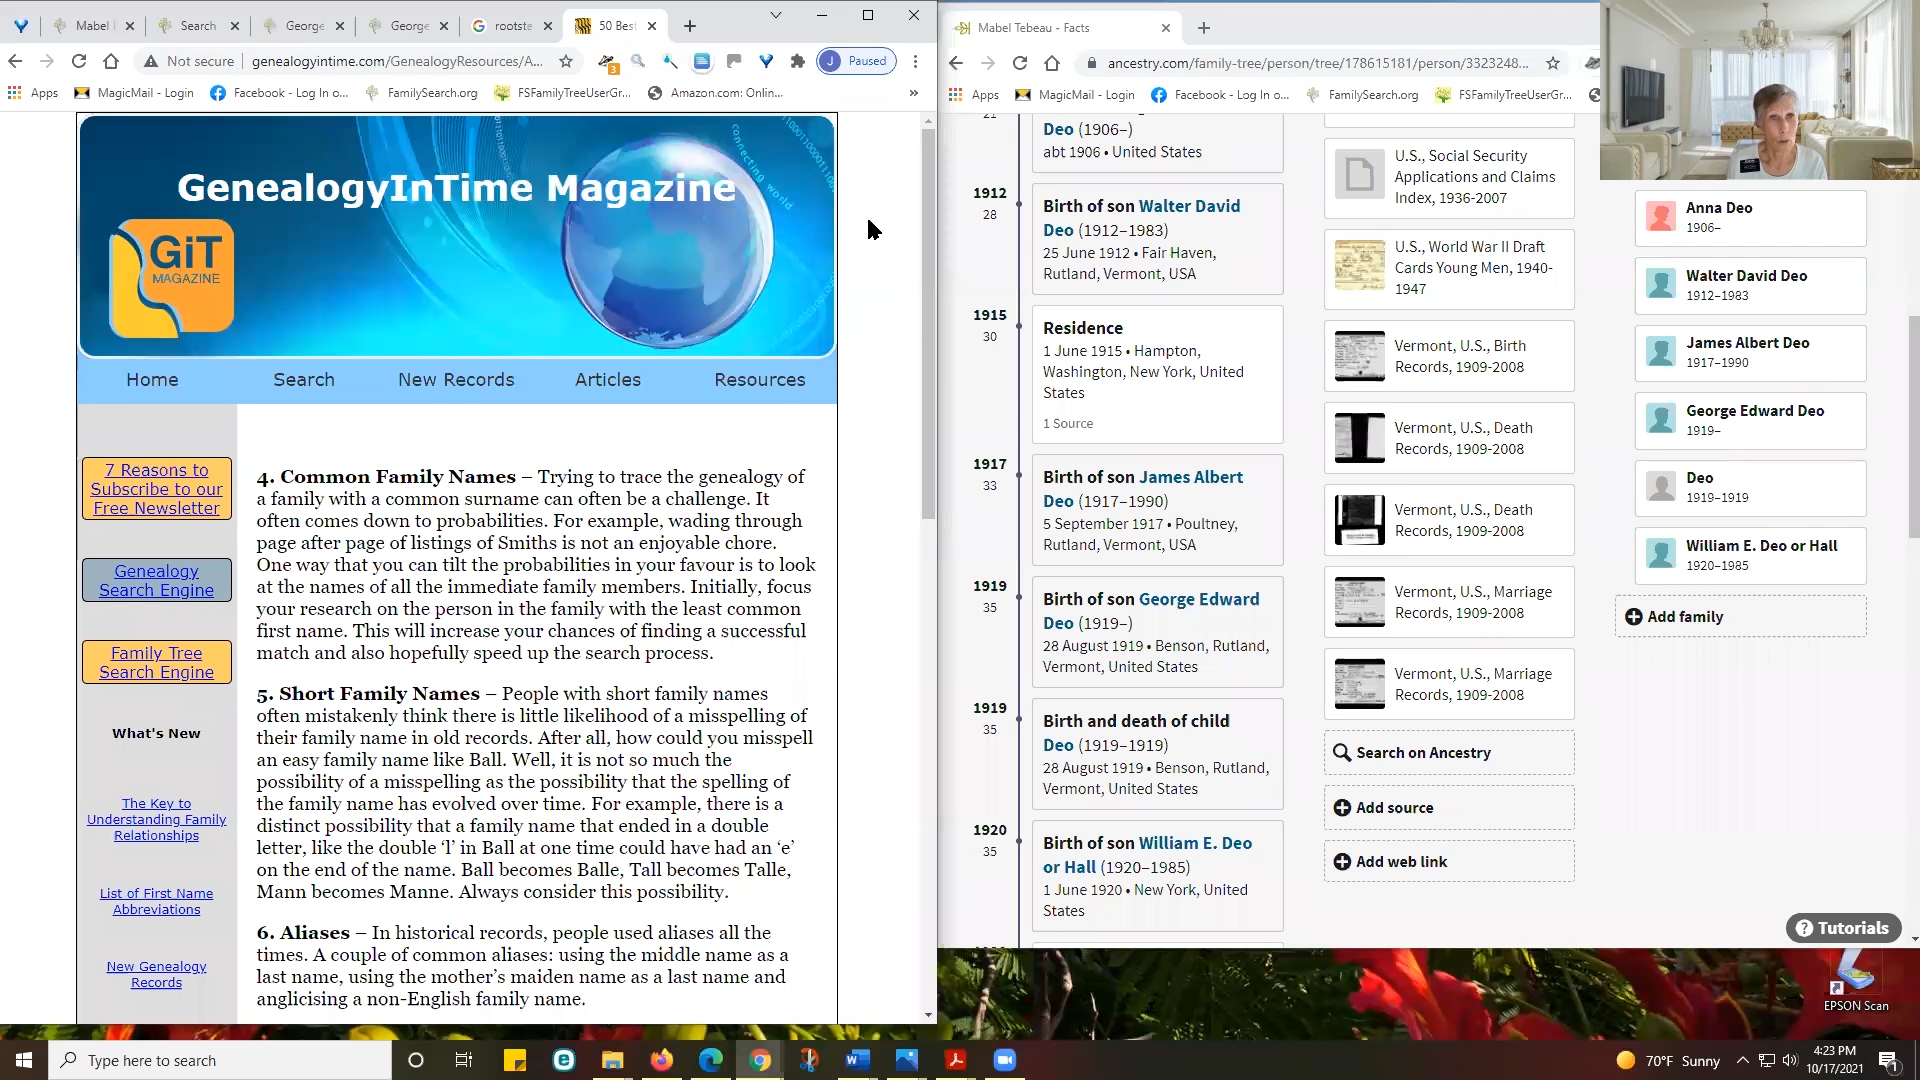 Mabel
Search
George
George
rootste
50 Best
Not secure
genealogyintime.com/GenealogyResources/A...
3
J
Paused
Apps
MagicMail - Login
Facebook - Log In o...
FamilySearch.org
FSFamilyTreeUserGr...
Amazon.com: Onlin...
»
GenealogyInTime Magazine
connecting world
GiT
MAGAZINE
Home
Search
New Records
Articles
Resources
7 Reasons to
Subscribe to our
Free Newsletter
Genealogy
Search Engine
Family Tree
Search Engine
What's New
The Key to
Understanding Family
Relationships
List of First Name
Abbreviations
New Genealogy
Records
4. Common Family Names – Trying to trace the genealogy of
a family with a common surname can often be a challenge. It
often comes down to probabilities. For example, wading through
page after page of listings of Smiths is not an enjoyable chore.
One way that you can tilt the probabilities in your favour is to look
at the names of all the immediate family members. Initially, focus
your research on the person in the family with the least common
first name. This will increase your chances of finding a successful
match and also hopefully speed up the search process.
5. Short Family Names – People with short family names
often mistakenly think there is little likelihood of a misspelling of
their family name in old records. After all, how could you misspell
an easy family name like Ball. Well, it is not so much the
possibility of a misspelling as the possibility that the spelling of
the family name has evolved over time. For example, there is a
distinct possibility that a family name that ended in a double
letter, like the double ‘l’ in Ball at one time could have had an ‘e’
on the end of the name. Ball becomes Balle, Tall becomes Talle,
Mann becomes Manne. Always consider this possibility.
6. Aliases – In historical records, people used aliases all the
times. A couple of common aliases: using the middle name as a
last name, using the mother’s maiden name as a last name and
anglicising a non-English family name.
Mabel Tebeau - Facts
ancestry.com/family-tree/person/tree/178615181/person/3323248...
Apps
MagicMail - Login
Facebook - Log In o...
FamilySearch.org
FSFamilyTreeUserGr...
21
Deo (1906–)
abt 1906 • United States
1912
28
Birth of son Walter David
Deo (1912–1983)
25 June 1912 • Fair Haven,
Rutland, Vermont, USA
1915
30
Residence
1 June 1915 • Hampton,
Washington, New York, United
States
1 Source
1917
33
Birth of son James Albert
Deo (1917–1990)
5 September 1917 • Poultney,
Rutland, Vermont, USA
1919
35
Birth of son George Edward
Deo (1919–)
28 August 1919 • Benson, Rutland,
Vermont, United States
1919
35
Birth and death of child
Deo (1919–1919)
28 August 1919 • Benson, Rutland,
Vermont, United States
1920
35
Birth of son William E. Deo
or Hall (1920–1985)
1 June 1920 • New York, United
States
U.S., Social Security
Applications and Claims
Index, 1936-2007
U.S., World War II Draft
Cards Young Men, 1940-
1947
Vermont, U.S., Birth
Records, 1909-2008
Vermont, U.S., Death
Records, 1909-2008
Vermont, U.S., Death
Records, 1909-2008
Vermont, U.S., Marriage
Records, 1909-2008
Vermont, U.S., Marriage
Records, 1909-2008
Search on Ancestry
Add source
Add web link
Anna Deo
1906–
Walter David Deo
1912–1983
James Albert Deo
1917–1990
George Edward Deo
1919–
Deo
1919–1919
William E. Deo or Hall
1920–1985
Add family
Tutorials
EPSON Scan
Type here to search
70°F Sunny
4:23 PM
10/17/2021
1